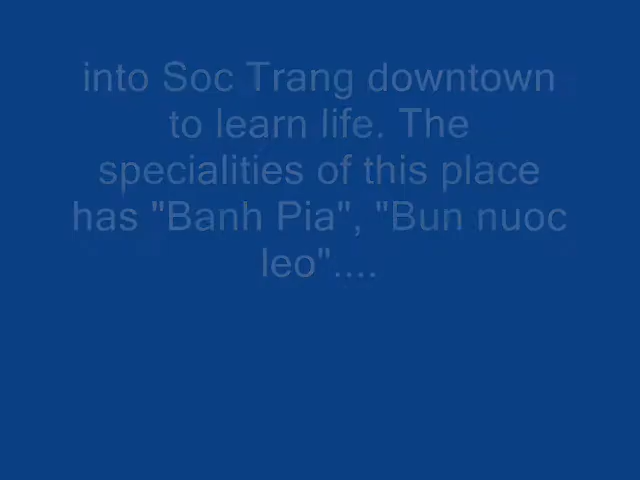 into Soc Trang downtown
to learn life. The
specialities of this place
has "Banh Pia", "Bun nuoc
leo"....